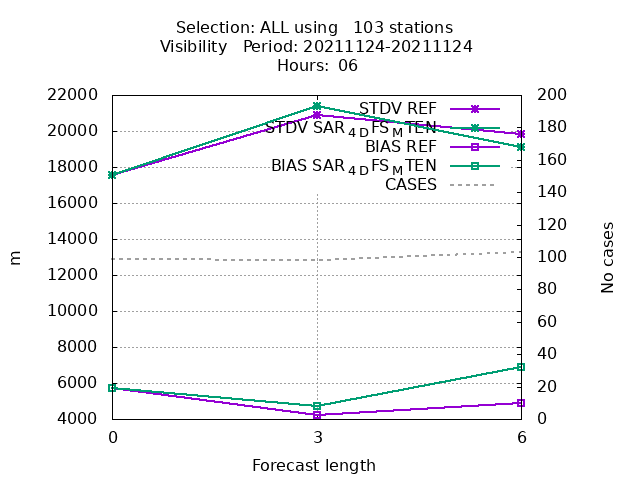 Selection: ALL using 103 stations
Visibility Period: 20211124-20211124
Hours: 06
22000
20000
18000
16000
14000
12000
10000
8000
6000
4000
m
STDV REF
STDV SAR4DFSMTEN
BIAS REF
BIAS SAR4DFSMTEN
CASES
200
180
160
140
120
100
80
60
40
20
0
No cases
0 3 6
Forecast length